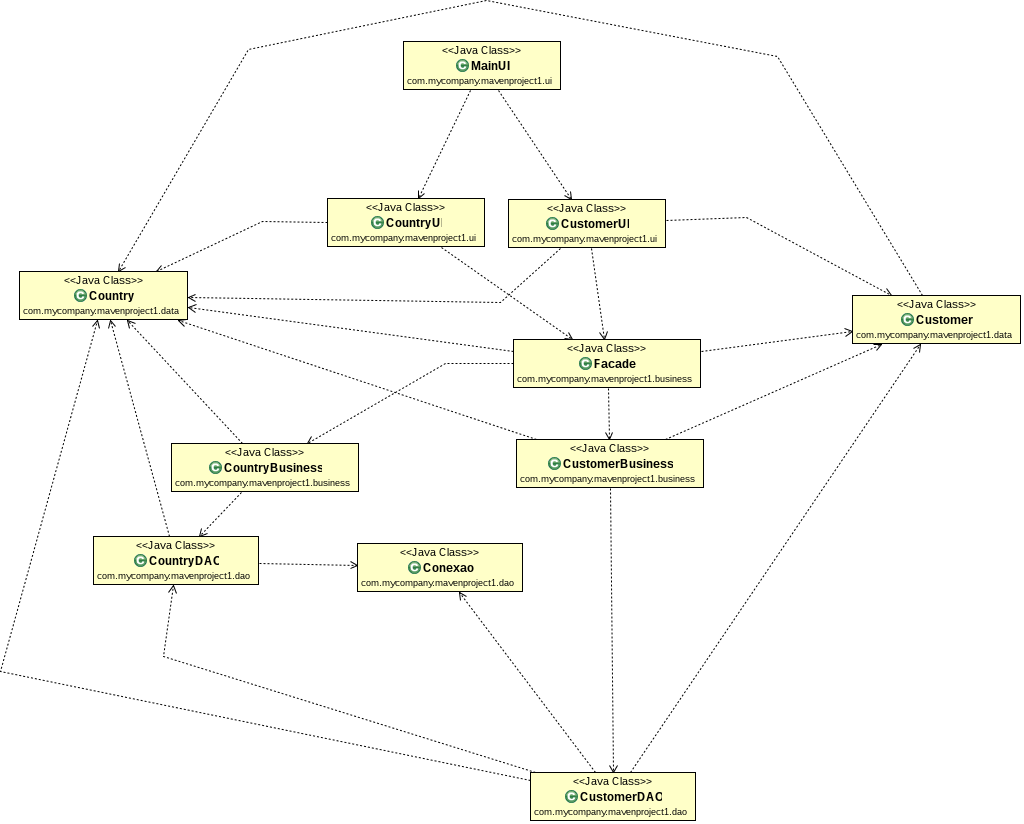 <<Java Class>>
C MainUI
com.mycompany.mavenproject1.ui
<<Java Class>>
C CountryUI
com.mycompany.mavenproject1.ui
<<Java Class>>
C CustomerUI
com.mycompany.mavenproject1.ui
<<Java Class>>
C Country
com.mycompany.mavenproject1.data
<<Java Class>>
C Customer
com.mycompany.mavenproject1.data
<<Java Class>>
C Facade
com.mycompany.mavenproject1.business
<<Java Class>>
C CountryBusiness
com.mycompany.mavenproject1.business
<<Java Class>>
C CustomerBusiness
com.mycompany.mavenproject1.business
<<Java Class>>
C CountryDAO
com.mycompany.mavenproject1.dao
<<Java Class>>
C Conexao
com.mycompany.mavenproject1.dao
<<Java Class>>
C CustomerDAO
com.mycompany.mavenproject1.dao